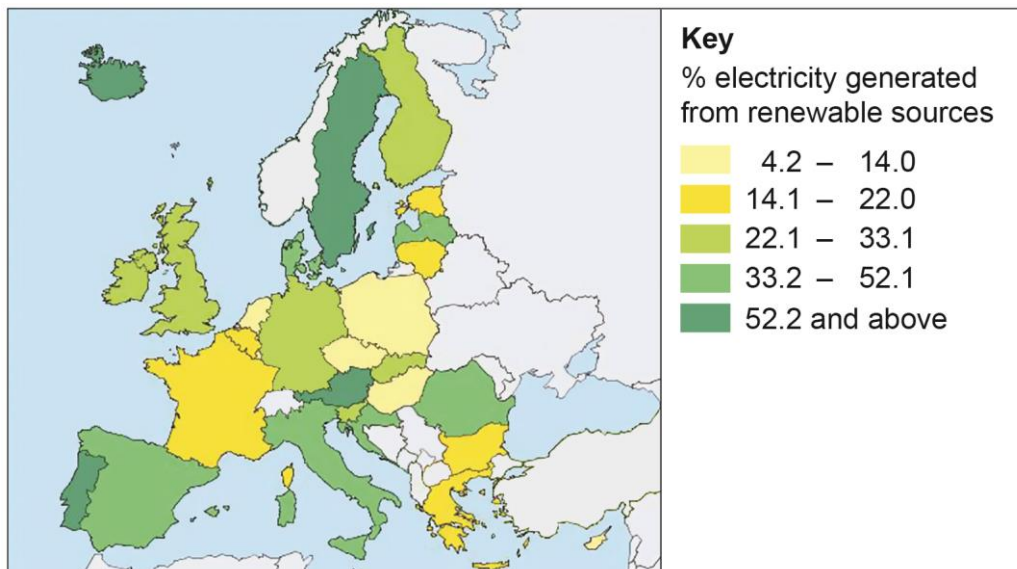 Key
% electricity generated
from renewable sources
4.2 – 14.0
14.1 – 22.0
22.1 – 33.1
33.2 – 52.1
52.2 and above